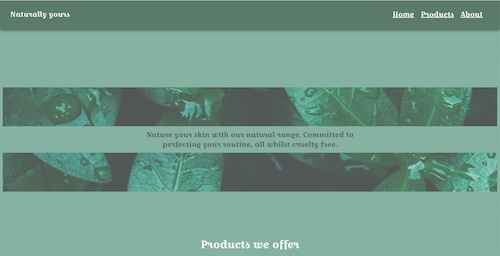 Naturally yours
Home Products About
Nuture your skin with our natural range. Committed to
perfecting your routine, all whilst cruelty free.
Products we offer